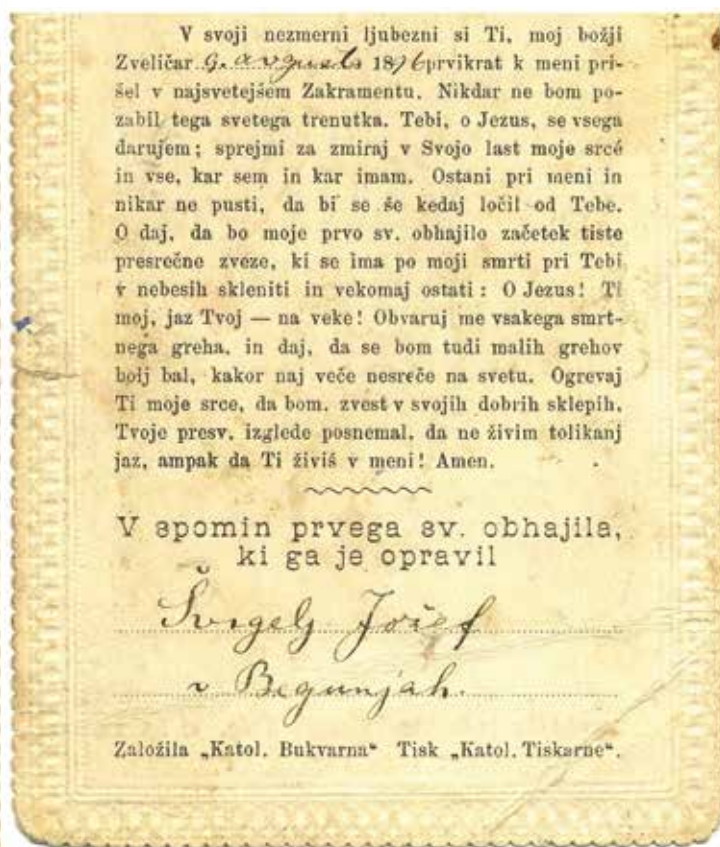 V svoji nezmerni ljubezni si Ti, moj božji
Zveličar 9. avgusta 1896 prvikrat k meni pri-
šel v najsvetejšem Zakramentu. Nikdar ne bom po-
zabil tega svetega trenutka. Tebi, o Jezus, se vsega
darujem; sprejmi za zmiraj v Svojo last moje srcé
in vse, kar sem in kar imam. Ostani pri meni in
nikar ne pusti, da bi se še kedaj ločil od Tebe.
O daj, da bo moje prvo sv. obhajilo začetek tiste
presrečne zveze, ki se ima po moji smrti pri Tebi
v nebesih skleniti in vekomaj ostati: O Jezus! Ti
moj, jaz Tvoj — na veke! Obvaruj me vsakega smrt-
nega greha, in daj, da se bom tudi malih grehov
bolj bal, kakor naj veče nesreče na svetu. Ogrevaj
Ti moje srce, da bom, zvest v svojih dobrih sklepih,
Tvoje presv. izglede posnemal, da ne živim tolikanj
jaz, ampak da Ti živiš v meni! Amen.
V spomin prvega sv. obhajila,
ki ga je opravil
Švigelj Jožef
v Begunjah.
Založila „Katol. Bukvarna“ Tisk „Katol. Tiskarne“.